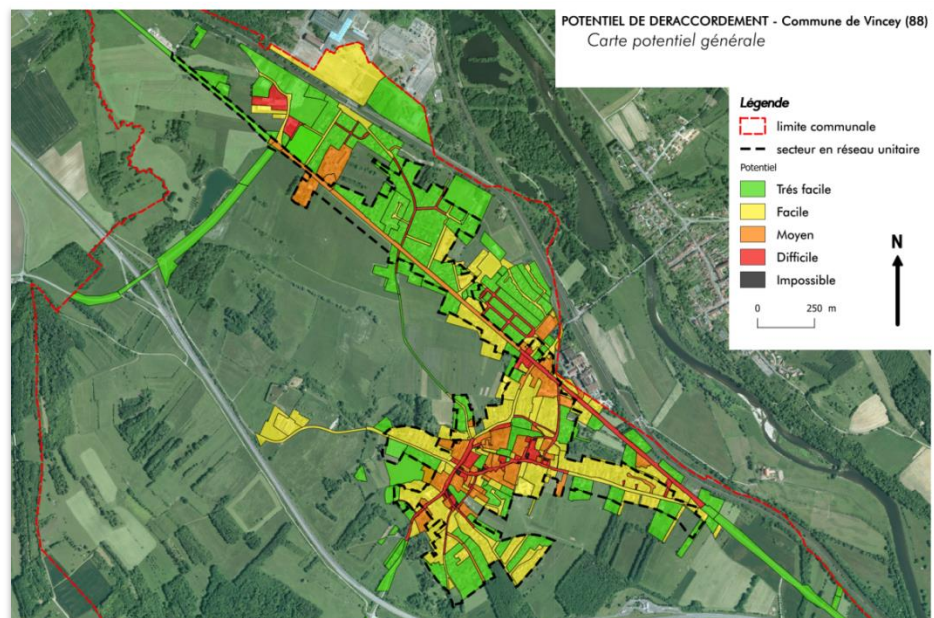 POTENTIEL DE DERACCORDEMENT - Commune de Vincey (88)
Carte potentiel générale
Légende
limite communale
secteur en réseau unitaire
Potentiel
Trés facile
Facile
Moyen
Difficile
Impossible
0 250 m
N